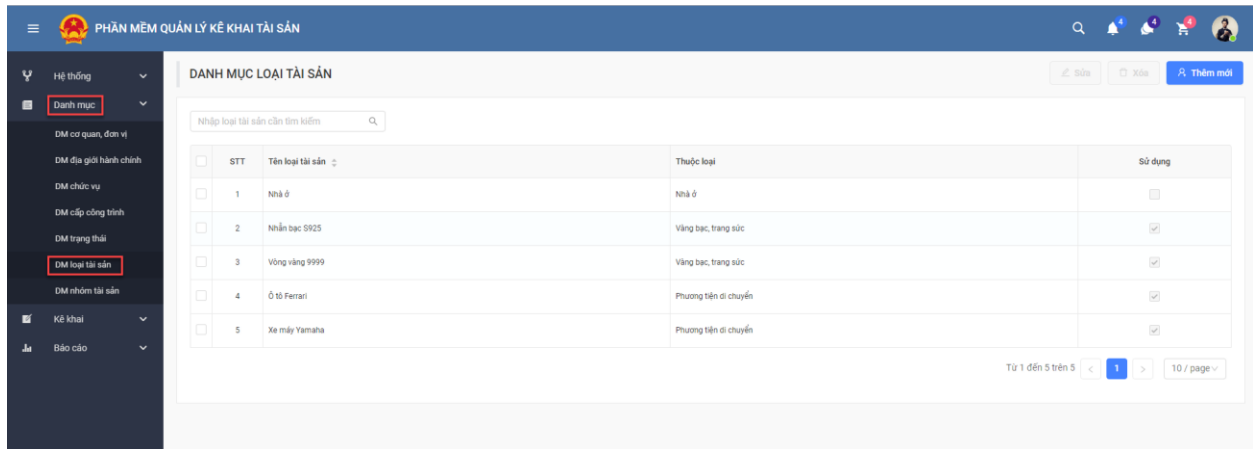 PHẦN MỀM QUẢN LÝ KÊ KHAI TÀI SẢN
4 4 4
Hệ thống
Danh mục
DM cơ quan, đơn vị
DM địa giới hành chính
DM chức vụ
DM cấp công trình
DM trạng thái
DM loại tài sản
DM nhóm tài sản
Kê khai
Báo cáo
DANH MỤC LOẠI TÀI SẢN
Sửa Xóa Thêm mới
Nhập loại tài sản cần tìm kiếm
STT Tên loại tài sản Thuộc loại Sử dụng
1 Nhà ở Nhà ở
2 Nhẫn bạc S925 Vàng bạc, trang sức
3 Vòng vàng 9999 Vàng bạc, trang sức
4 Ô tô Ferrari Phương tiện di chuyển
5 Xe máy Yamaha Phương tiện di chuyển
Từ 1 đến 5 trên 5 < 1 > 10 / page